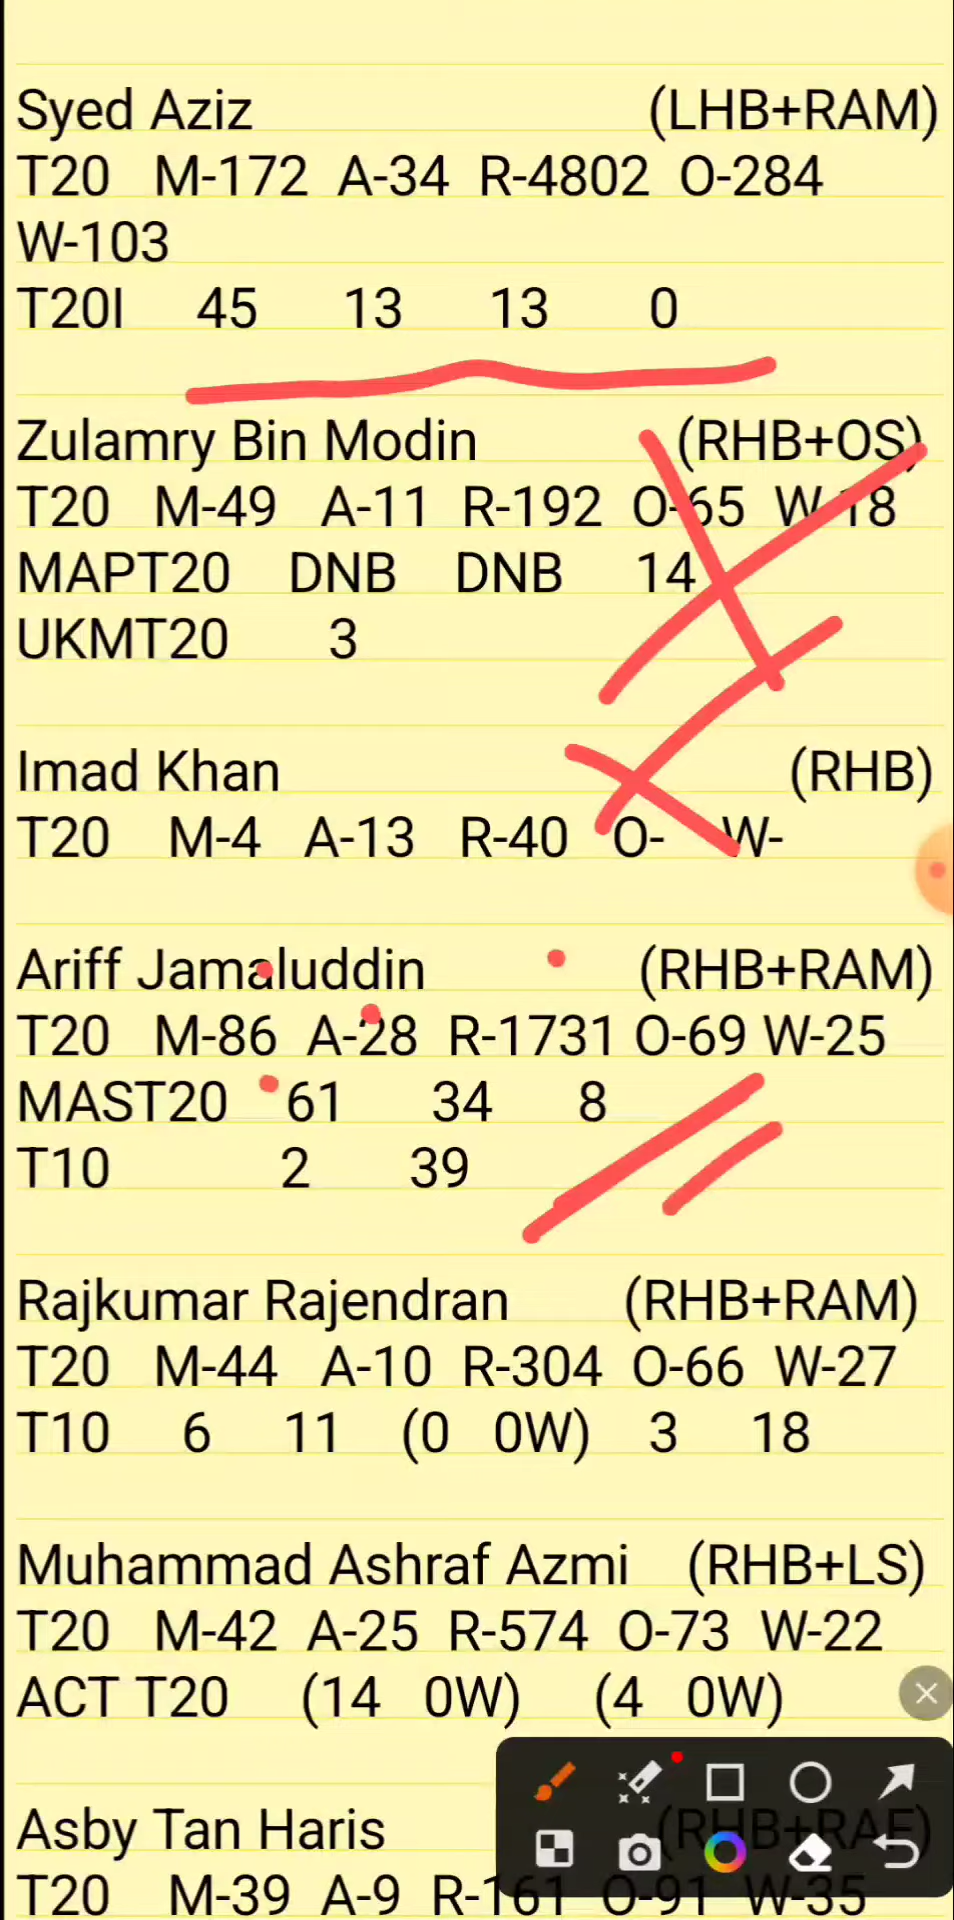 Syed Aziz (LHB+RAM)
T20 M-172 A-34 R-4802 O-284
W-103
T20I 45 13 13 0
Zulamry Bin Modin (RHB+OS)
T20 M-49 A-11 R-192 O-65 W-18
MAPT20 DNB DNB 14
UKMT20 3
Imad Khan (RHB)
T20 M-4 A-13 R-40 O- W-
Ariff Jamaluddin (RHB+RAM)
T20 M-86 A-28 R-1731 O-69 W-25
MAST20 61 34 8
T10 2 39
Rajkumar Rajendran (RHB+RAM)
T20 M-44 A-10 R-304 O-66 W-27
T10 6 11 (0 0W) 3 18
Muhammad Ashraf Azmi (RHB+LS)
T20 M-42 A-25 R-574 O-73 W-22
ACT T20 (14 0W) (4 0W)
Asby Tan Haris (RHB+RAF)
T20 M-39 A-9 R-161 O-91 W-35